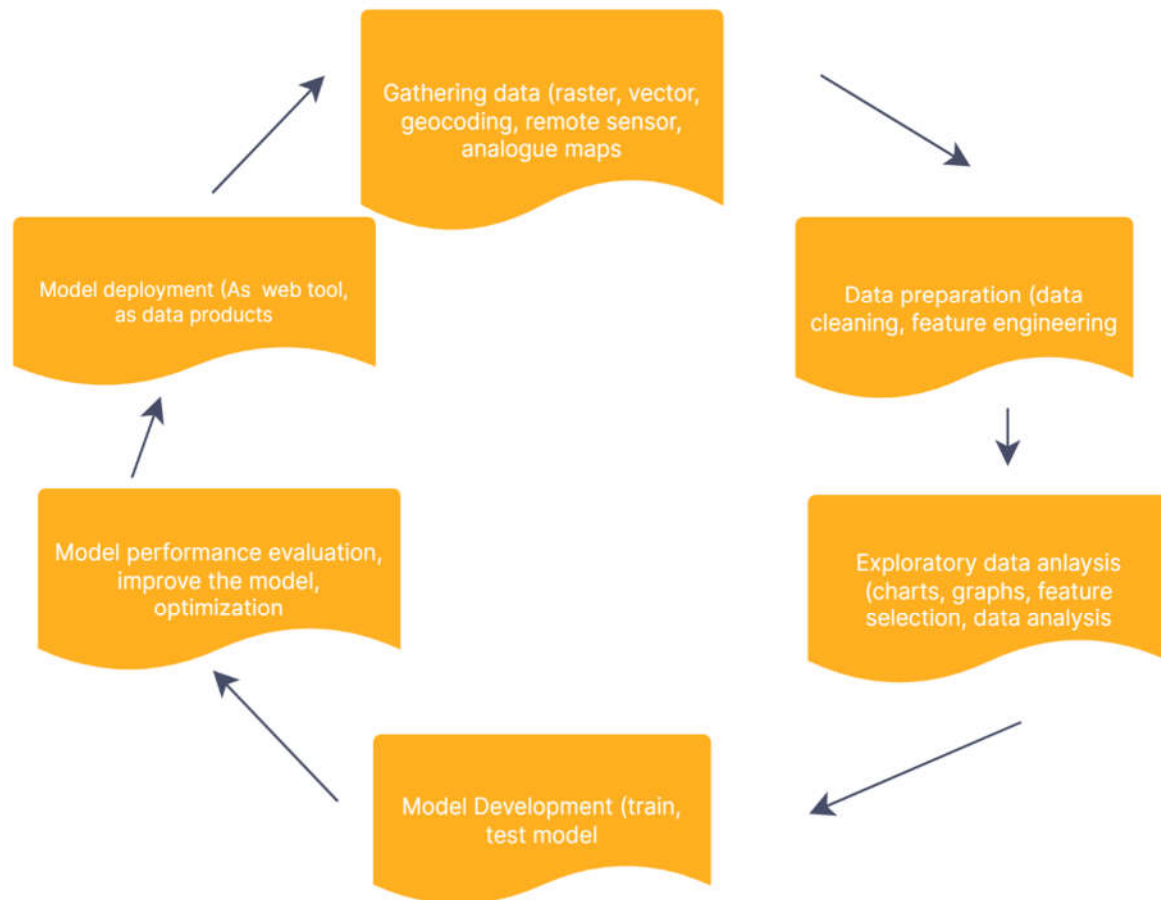 Gathering data (raster, vector,
geocoding, remote sensor,
analogue maps
Data preparation (data
cleaning, feature engineering
Exploratory data anlaysis
(charts, graphs, feature
selection, data analysis
Model Development (train,
test model
Model performance evaluation,
improve the model,
optimization
Model deployment (As web tool,
as data products